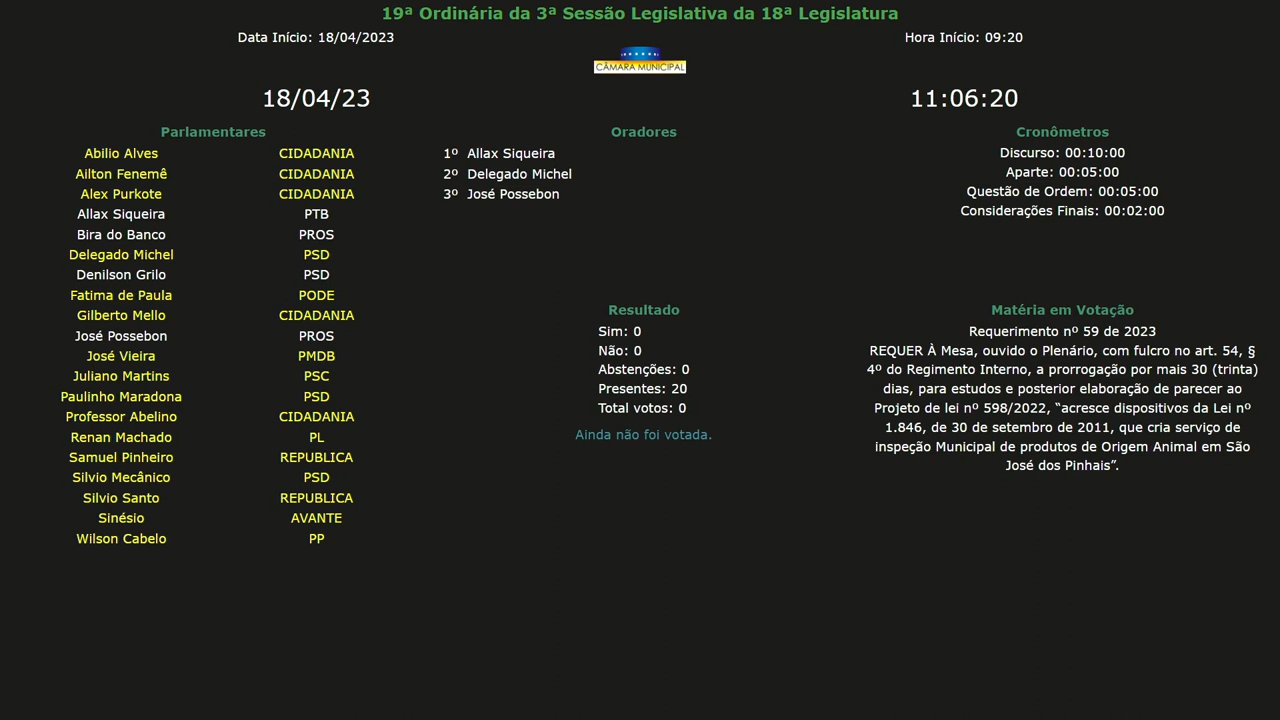 19ª Ordinária da 3ª Sessão Legislativa da 18ª Legislatura
Data Início: 18/04/2023
Hora Início: 09:20
CÂMARA MUNICIPAL
18/04/23
11:06:20
Parlamentares
Abilio Alves CIDADANIA
Ailton Fenemê CIDADANIA
Alex Purkote CIDADANIA
Allax Siqueira PTB
Bira do Banco PROS
Delegado Michel PSD
Denilson Grilo PSD
Fatima de Paula PODE
Gilberto Mello CIDADANIA
José Possebon PROS
José Vieira PMDB
Juliano Martins PSC
Paulinho Maradona PSD
Professor Abelino CIDADANIA
Renan Machado PL
Samuel Pinheiro REPUBLICA
Silvio Mecânico PSD
Silvio Santo REPUBLICA
Sinésio AVANTE
Wilson Cabelo PP
Oradores
1º Allax Siqueira
2º Delegado Michel
3º José Possebon
Cronômetros
Discurso: 00:10:00
Aparte: 00:05:00
Questão de Ordem: 00:05:00
Considerações Finais: 00:02:00
Resultado
Sim: 0
Não: 0
Abstenções: 0
Presentes: 20
Total votos: 0
Ainda não foi votada.
Matéria em Votação
Requerimento nº 59 de 2023
REQUER À Mesa, ouvido o Plenário, com fulcro no art. 54, §
4º do Regimento Interno, a prorrogação por mais 30 (trinta)
dias, para estudos e posterior elaboração de parecer ao
Projeto de lei nº 598/2022, “acresce dispositivos da Lei nº
1.846, de 30 de setembro de 2011, que cria serviço de
inspeção Municipal de produtos de Origem Animal em São
José dos Pinhais”.